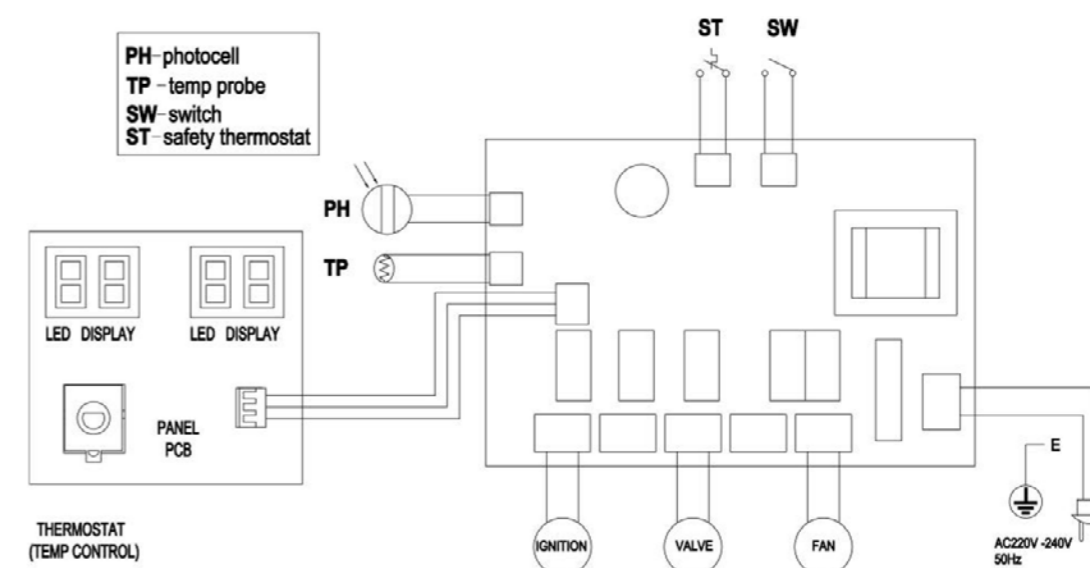 ST SW
PH-photocell
TP -temp probe
SW-switch
ST-safety thermostat
PH
TP
LED DISPLAY LED DISPLAY
PANEL
PCB
E
THERMOSTAT
(TEMP CONTROL)
IGNITION VALVE FAN
AC220V -240V
50Hz